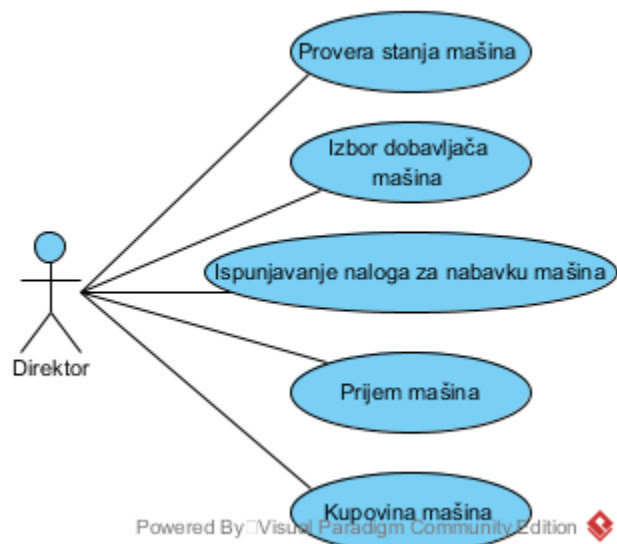 Provera stanja mašina
Izbor dobavljača
mašina
Ispunjavanje naloga za nabavku mašina
Direktor
Prijem mašina
Kupovina mašina
Powered By□Visual Paradigm Community Edition